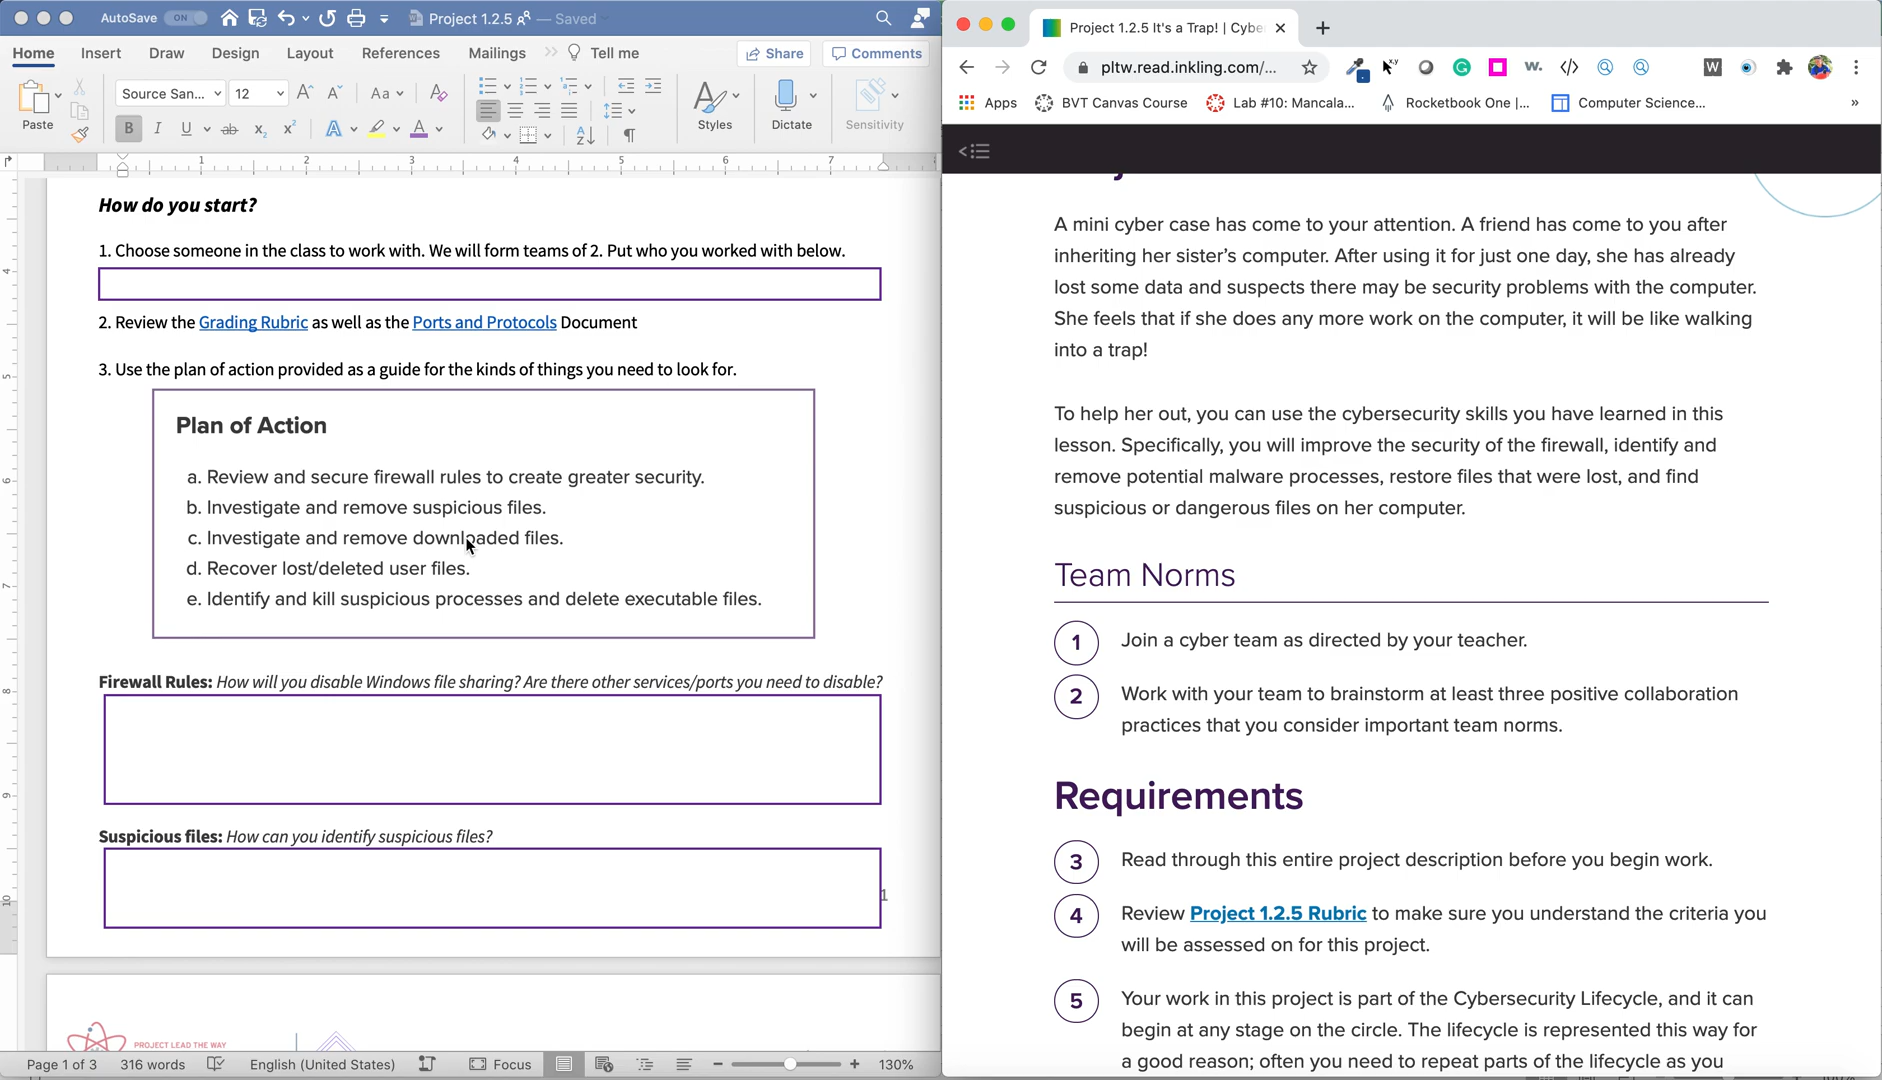 AutoSave ON Project 1.2.5 — Saved
Home Insert Draw Design Layout References Mailings Tell me Share Comments
Paste Source San... 12 Aa Styles Dictate Sensitivity
B I U ab x₂ x² A A
1 2 3 4 5 6 7
How do you start?
1. Choose someone in the class to work with. We will form teams of 2. Put who you worked with below.
2. Review the Grading Rubric as well as the Ports and Protocols Document
3. Use the plan of action provided as a guide for the kinds of things you need to look for.
Plan of Action
a. Review and secure firewall rules to create greater security.
b. Investigate and remove suspicious files.
c. Investigate and remove downloaded files.
d. Recover lost/deleted user files.
e. Identify and kill suspicious processes and delete executable files.
Firewall Rules: How will you disable Windows file sharing? Are there other services/ports you need to disable?
Suspicious files: How can you identify suspicious files?
1
4
5
6
7
8
9
10
PROJECT LEAD THE WAY
Page 1 of 3 316 words English (United States) Focus 130%
Project 1.2.5 It's a Trap! | Cybe
pltw.read.inkling.com/...
Apps BVT Canvas Course Lab #10: Mancala... Rocketbook One |... Computer Science... »
A mini cyber case has come to your attention. A friend has come to you after
inheriting her sister’s computer. After using it for just one day, she has already
lost some data and suspects there may be security problems with the computer.
She feels that if she does any more work on the computer, it will be like walking
into a trap!
To help her out, you can use the cybersecurity skills you have learned in this
lesson. Specifically, you will improve the security of the firewall, identify and
remove potential malware processes, restore files that were lost, and find
suspicious or dangerous files on her computer.
Team Norms
1 Join a cyber team as directed by your teacher.
2 Work with your team to brainstorm at least three positive collaboration
practices that you consider important team norms.
Requirements
3 Read through this entire project description before you begin work.
4 Review Project 1.2.5 Rubric to make sure you understand the criteria you
will be assessed on for this project.
5 Your work in this project is part of the Cybersecurity Lifecycle, and it can
begin at any stage on the circle. The lifecycle is represented this way for
a good reason; often you need to repeat parts of the lifecycle as you